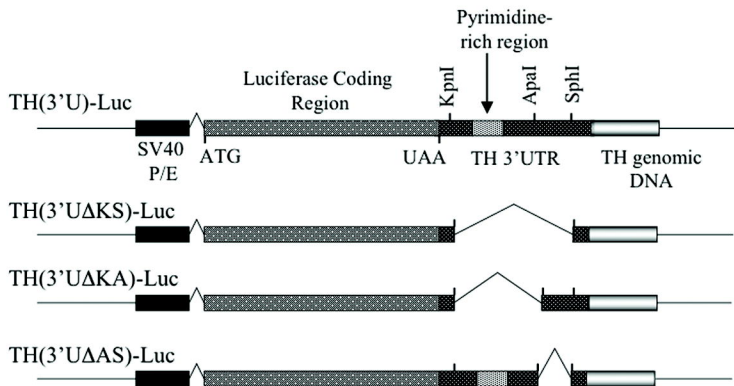 Pyrimidine-
rich region
Luciferase Coding
Region
KpnI
ApaI
SphI
TH(3'U)-Luc
SV40
P/E
ATG
UAA
TH 3'UTR
TH genomic
DNA
TH(3'UΔKS)-Luc
TH(3'UΔKA)-Luc
TH(3'UΔAS)-Luc